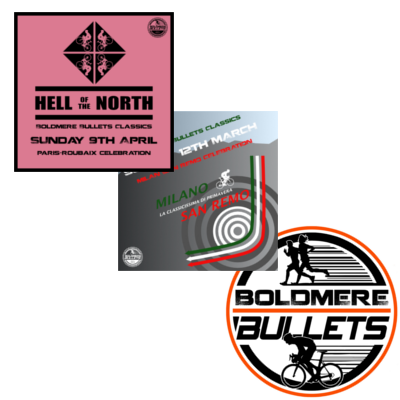 HELL OF THE NORTH
BOLDMERE BULLETS CLASSICS
SUNDAY 9TH APRIL
PARIS-ROUBAIX CELEBRATION
BULLETS CLASSICS
12TH MARCH
MILANO
LA CLASSICISSIMA DI PRIMAVERA
SAN REMO
BOLDMERE
BULLETS